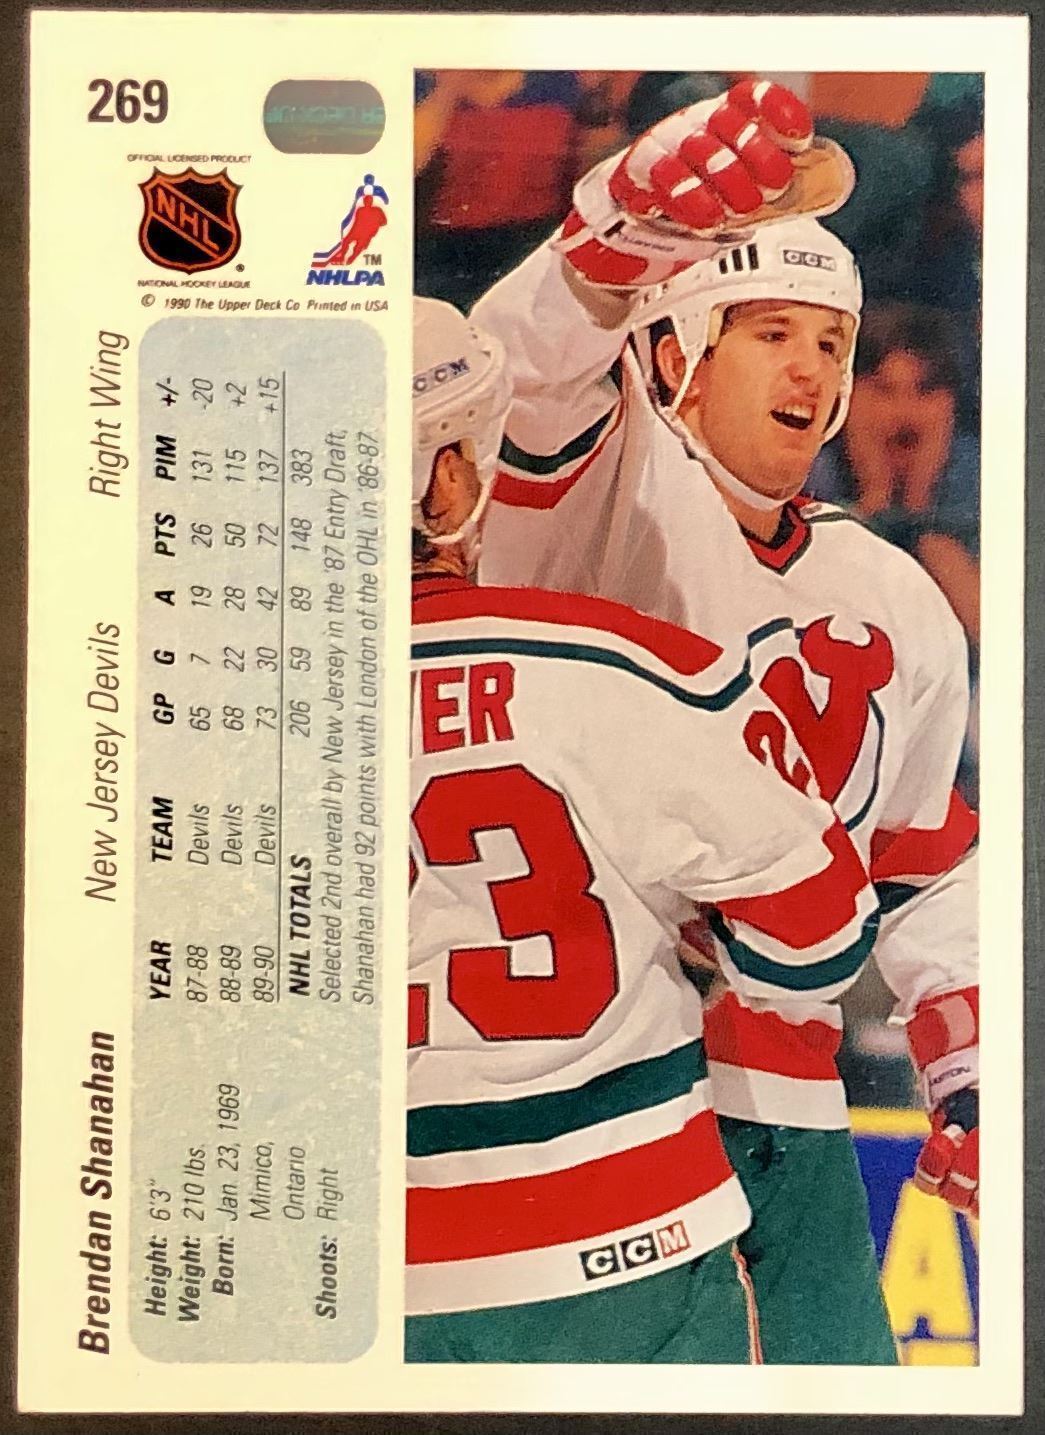 269
OFFICIAL LICENSED PRODUCT
NHL
®
NATIONAL HOCKEY LEAGUE
TM
NHLPA
© 1990 The Upper Deck Co. Printed in USA
Brendan Shanahan New Jersey Devils Right Wing
Height: 6'3"
Weight: 210 lbs.
Born: Jan. 23, 1969
Mimico,
Ontario
Shoots: Right
YEAR TEAM GP G A PTS PIM +/-
87-88 Devils 65 7 19 26 131 -20
88-89 Devils 68 22 28 50 115 +2
89-90 Devils 73 30 42 72 137 +15
NHL TOTALS 206 59 89 148 383
Selected 2nd overall by New Jersey in the '87 Entry Draft,
Shanahan had 92 points with London of the OHL in '86-87.
CCM
CCM
VER
23
2
CCM
EASTON
A